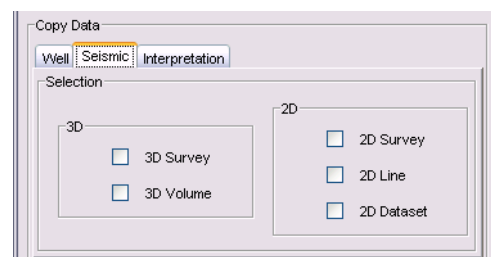 Copy Data
Well Seismic Interpretation
Selection
3D
3D Survey
3D Volume
2D
2D Survey
2D Line
2D Dataset